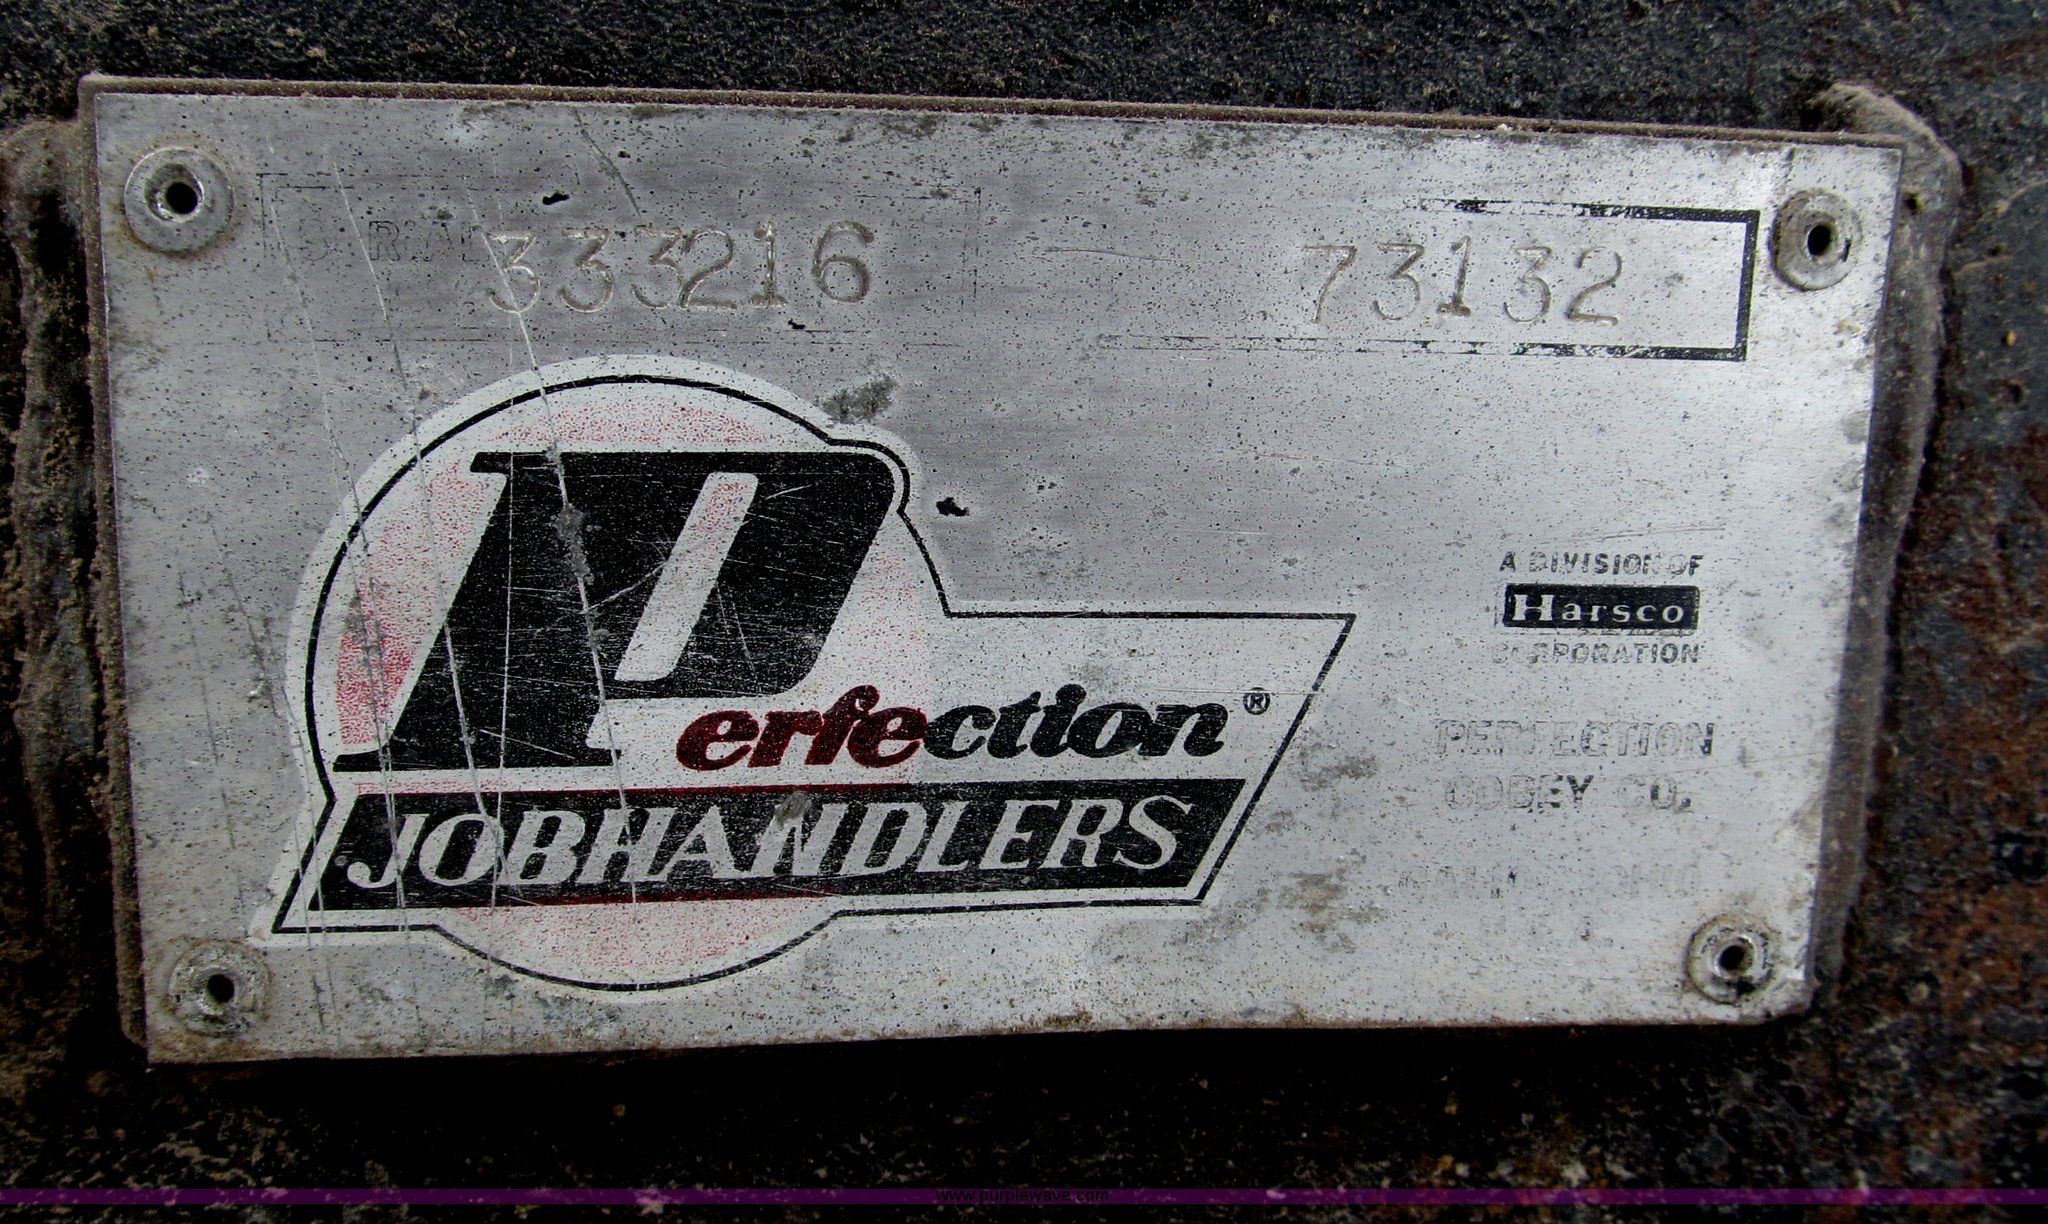 333216 73132
A DIVISION OF
Harsco
CORPORATION
Perfection®
JOBHANDLERS
PERFECTION
COBEY CO.
www.purplewave.com